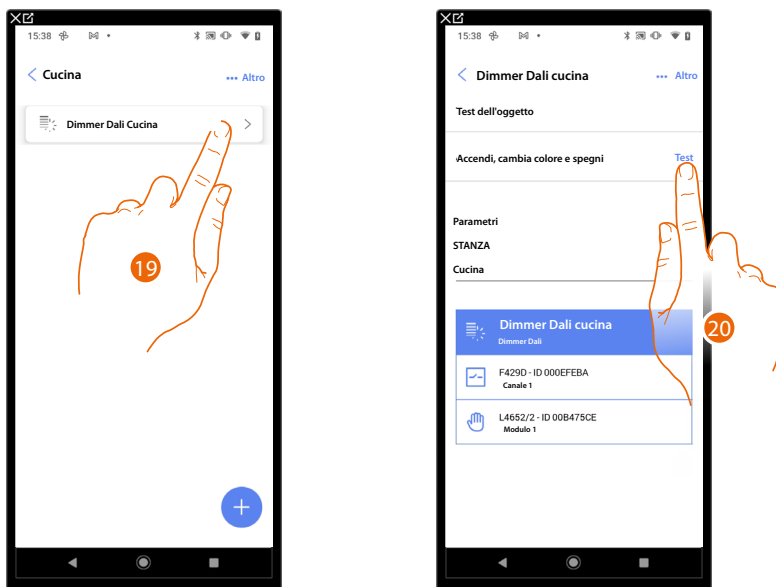 15:38
Cucina
••• Altro
Dimmer Dali Cucina
19
15:38
Dimmer Dali cucina
••• Altro
Test dell'oggetto
Accendi, cambia colore e spegni
Test
Parametri
STANZA
Cucina
Dimmer Dali cucina
Dimmer Dali
F429D - ID 000EFEBA
Canale 1
L4652/2 - ID 00B475CE
Modulo 1
20